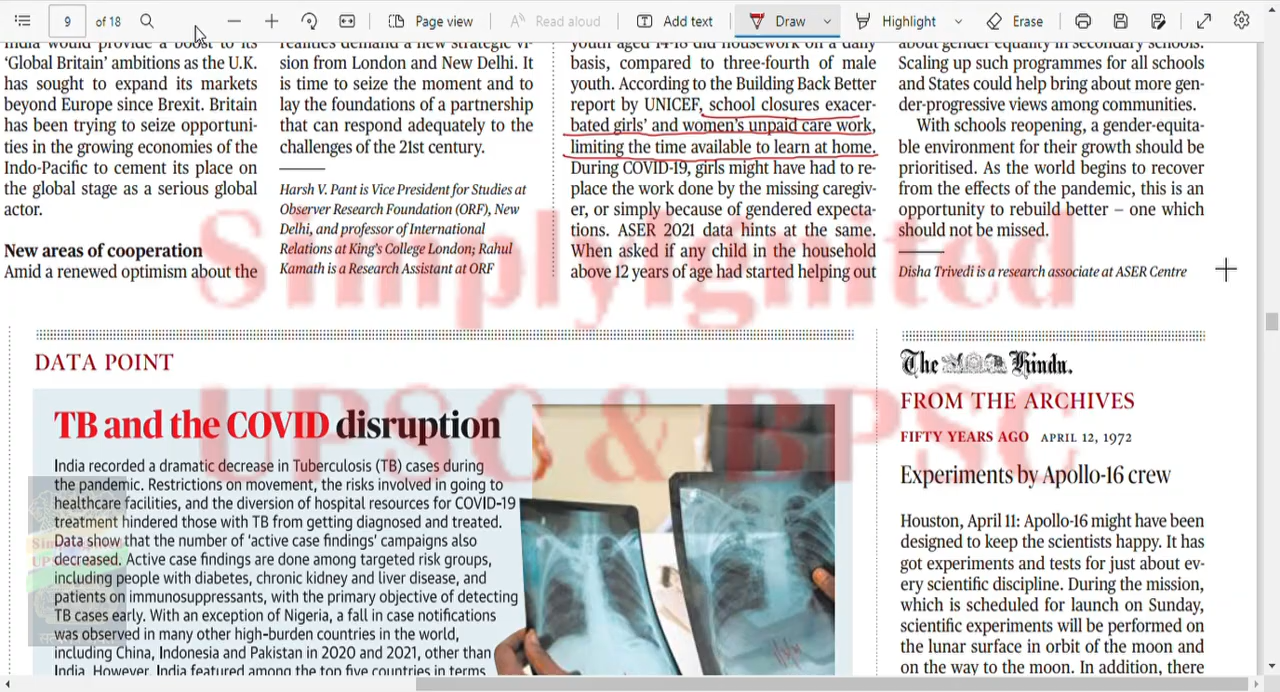 9 of 18
Page view
Read aloud
Add text
Draw
Highlight
Erase
India would provide a boost to its
'Global Britain' ambitions as the U.K.
has sought to expand its markets
beyond Europe since Brexit. Britain
has been trying to seize opportuni-
ties in the growing economies of the
Indo-Pacific to cement its place on
the global stage as a serious global
actor.
New areas of cooperation
Amid a renewed optimism about the
realities demand a new strategic vi-
sion from London and New Delhi. It
is time to seize the moment and to
lay the foundations of a partnership
that can respond adequately to the
challenges of the 21st century.
Harsh V. Pant is Vice President for Studies at
Observer Research Foundation (ORF), New
Delhi, and professor of International
Relations at King's College London; Rahul
Kamath is a Research Assistant at ORF
youth aged 14-18 did housework on a daily
basis, compared to three-fourth of male
youth. According to the Building Back Better
report by UNICEF, school closures exacer-
bated girls' and women's unpaid care work,
limiting the time available to learn at home.
During COVID-19, girls might have had to re-
place the work done by the missing caregiv-
er, or simply because of gendered expecta-
tions. ASER 2021 data hints at the same.
When asked if any child in the household
above 12 years of age had started helping out
about gender equality in secondary schools.
Scaling up such programmes for all schools
and States could help bring about more gen-
der-progressive views among communities.
With schools reopening, a gender-equita-
ble environment for their growth should be
prioritised. As the world begins to recover
from the effects of the pandemic, this is an
opportunity to rebuild better – one which
should not be missed.
Disha Trivedi is a research associate at ASER Centre
SimplyIgnited
UPSC & BPSC
DATA POINT
TB and the COVID disruption
India recorded a dramatic decrease in Tuberculosis (TB) cases during
the pandemic. Restrictions on movement, the risks involved in going to
healthcare facilities, and the diversion of hospital resources for COVID-19
treatment hindered those with TB from getting diagnosed and treated.
Data show that the number of 'active case findings' campaigns also
decreased. Active case findings are done among targeted risk groups,
including people with diabetes, chronic kidney and liver disease, and
patients on immunosuppressants, with the primary objective of detecting
TB cases early. With an exception of Nigeria, a fall in case notifications
was observed in many other high-burden countries in the world,
including China, Indonesia and Pakistan in 2020 and 2021, other than
India. However, India featured among the top five countries in terms
The Hindu.
FROM THE ARCHIVES
FIFTY YEARS AGO APRIL 12, 1972
Experiments by Apollo-16 crew
Houston, April 11: Apollo-16 might have been
designed to keep the scientists happy. It has
got experiments and tests for just about ev-
ery scientific discipline. During the mission,
which is scheduled for launch on Sunday,
scientific experiments will be performed on
the lunar surface in orbit of the moon and
on the way to the moon. In addition, there